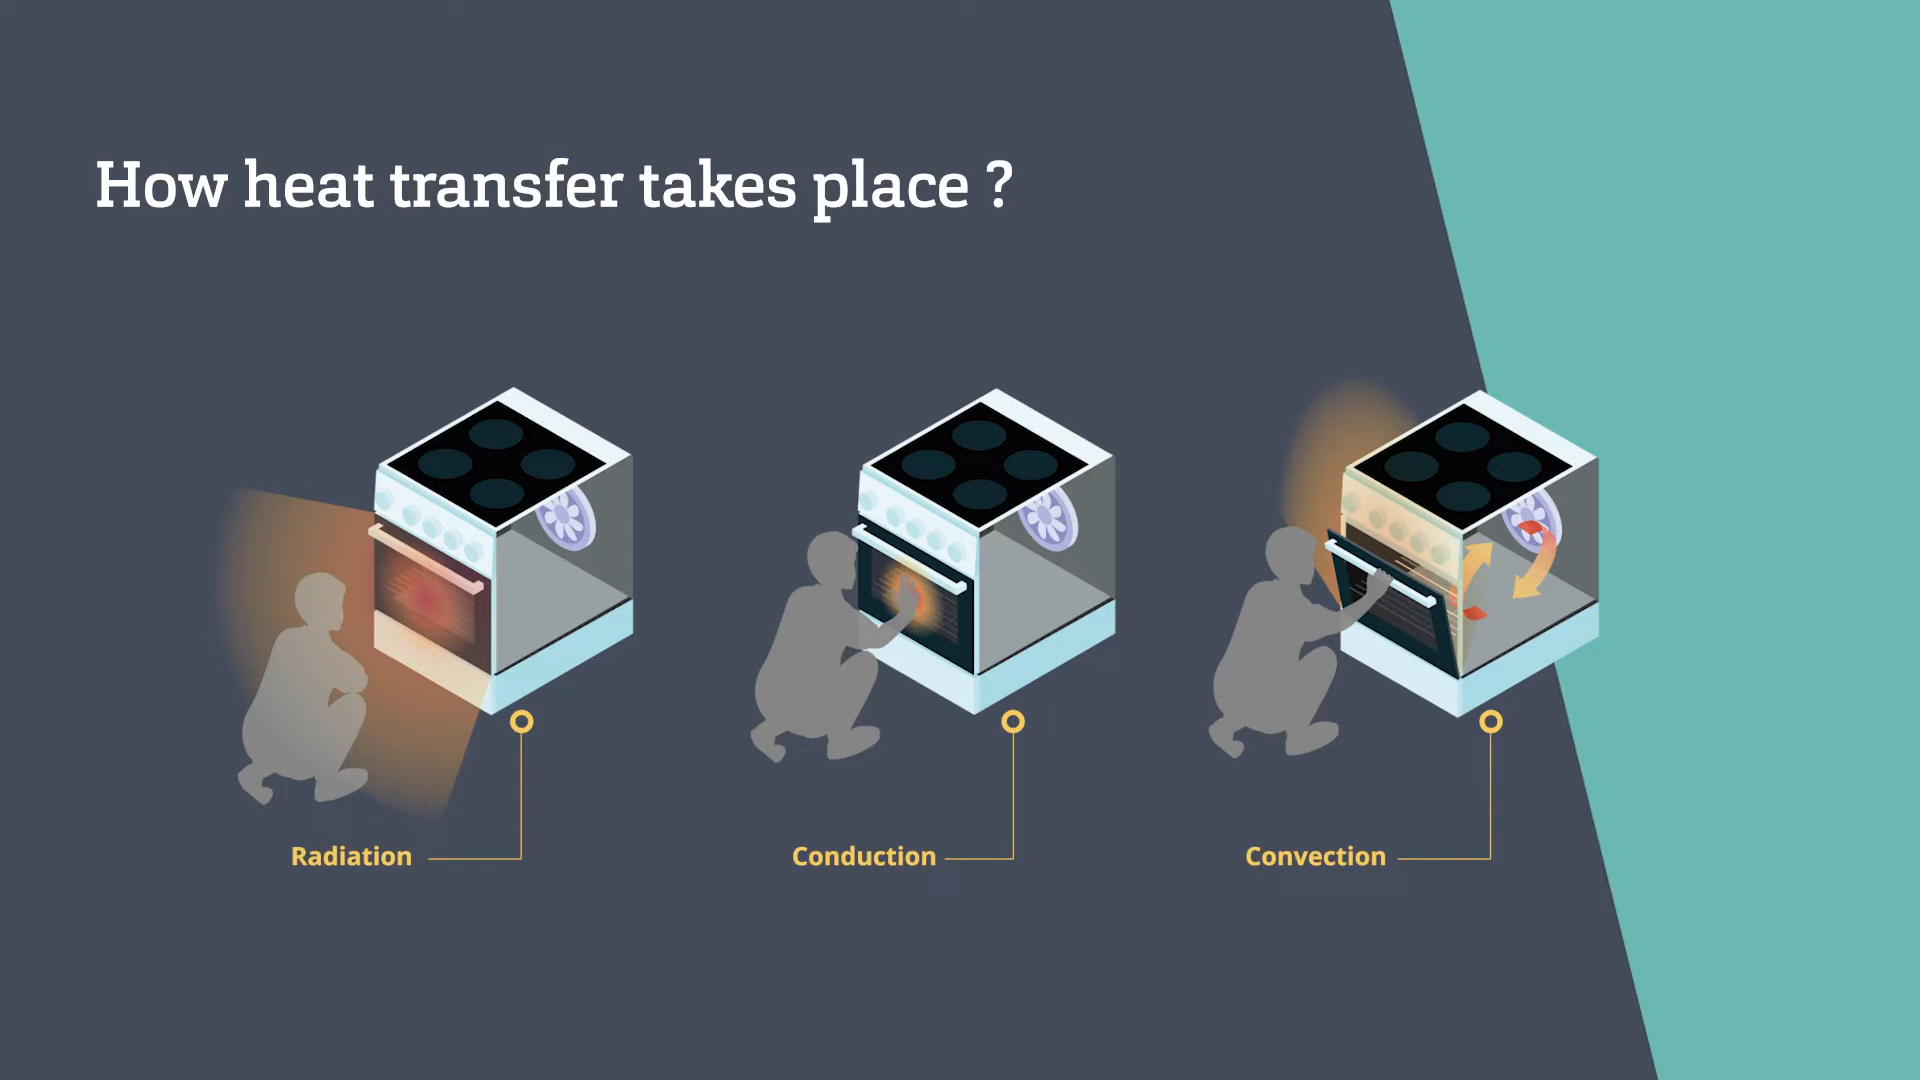 How heat transfer takes place ?
Radiation
Conduction
Convection